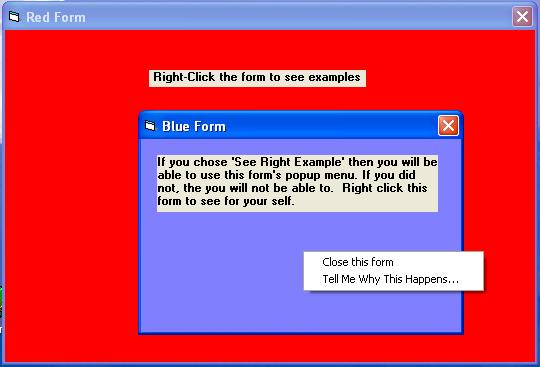 Red Form
Right-Click the form to see examples
Blue Form
If you chose 'See Right Example' then you will be
able to use this form's popup menu. If you did
not, the you will not be able to.  Right click this
form to see for your self.
Close this form
Tell Me Why This Happens...